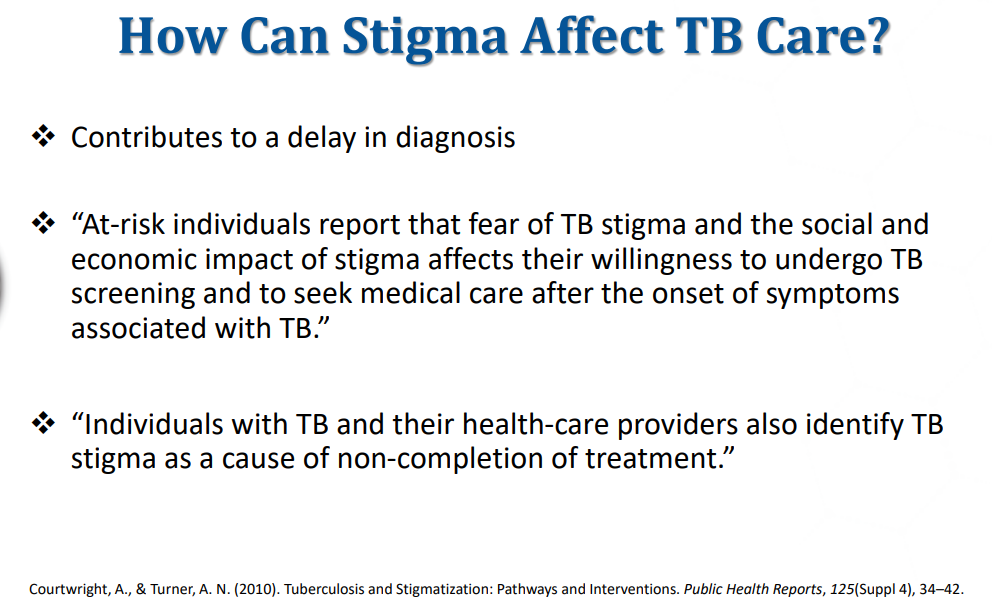 How Can Stigma Affect TB Care?
❖ Contributes to a delay in diagnosis
❖ “At-risk individuals report that fear of TB stigma and the social and
economic impact of stigma affects their willingness to undergo TB
screening and to seek medical care after the onset of symptoms
associated with TB.”
❖ “Individuals with TB and their health-care providers also identify TB
stigma as a cause of non-completion of treatment.”
Courtwright, A., & Turner, A. N. (2010). Tuberculosis and Stigmatization: Pathways and Interventions. Public Health Reports, 125(Suppl 4), 34–42.